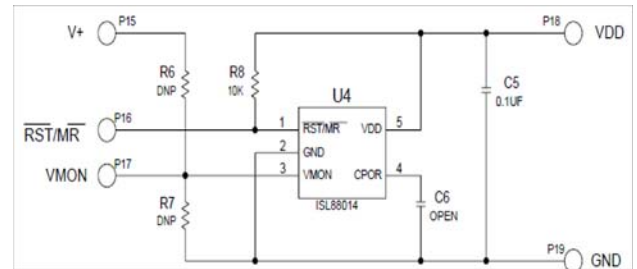 V+ P15
P18 VDD
R6
DNP
R8
10K
U4
C5
0.1UF
P16
RST/MR
1 RST/MR VDD 5
2 GND
P17
VMON
3 VMON CPOR 4
ISL88014
R7
DNP
C6
OPEN
P19 GND